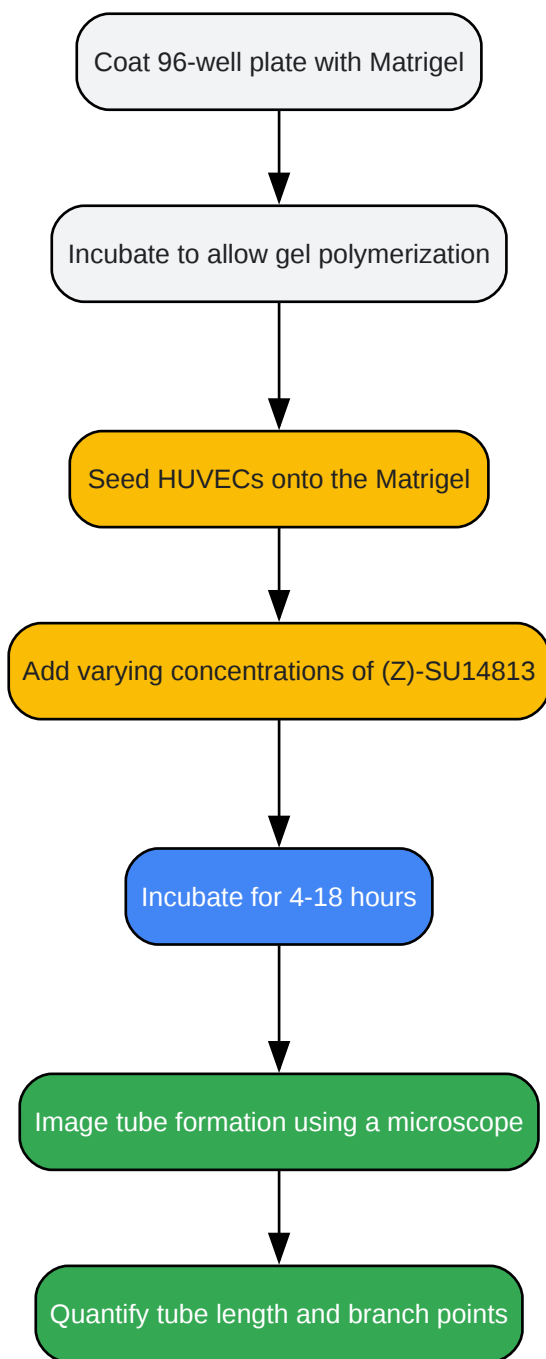 Coat 96-well plate with Matrigel
Incubate to allow gel polymerization
Seed HUVECs onto the Matrigel
Add varying concentrations of (Z)-SU14813
Incubate for 4-18 hours
Image tube formation using a microscope
Quantify tube length and branch points